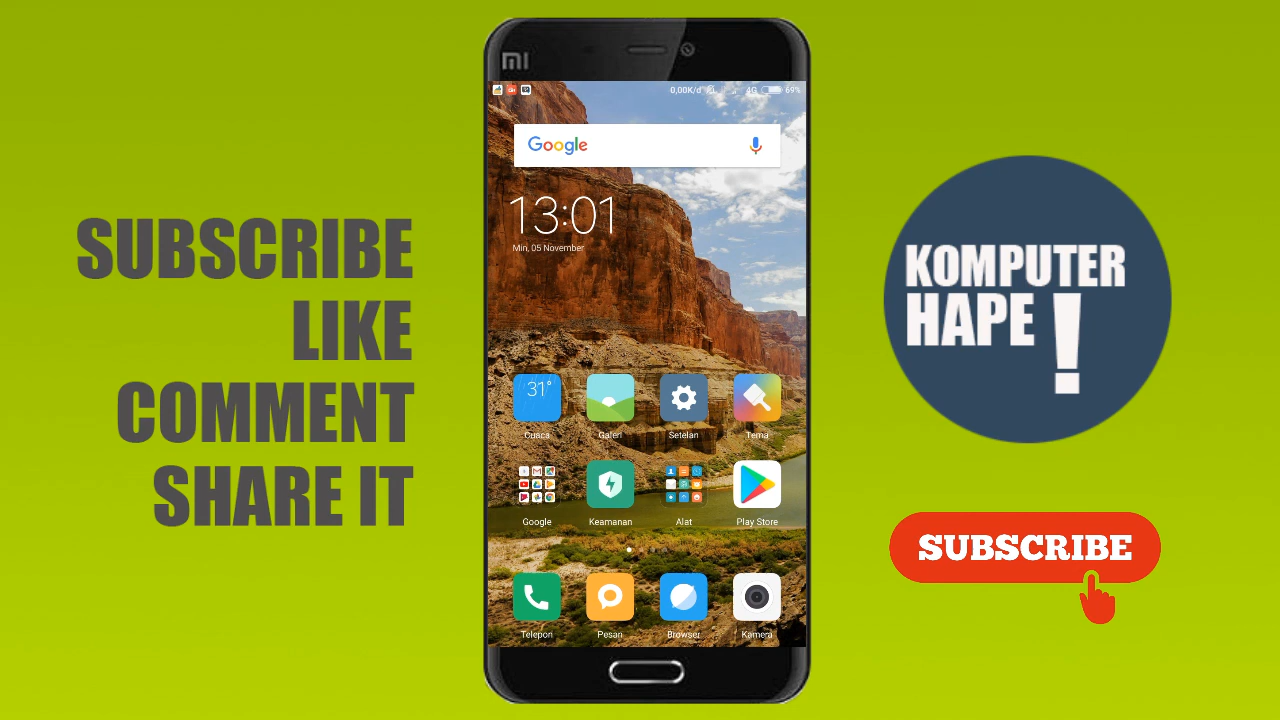 SUBSCRIBE
LIKE
COMMENT
SHARE IT
mi
0,00K/d 4G 69%
Google
13:01
Min, 05 November
31°
Cuaca Galeri Setelan Tema
Google Keamanan Alat Play Store
Telepon Pesan Browser Kamera
KOMPUTER
HAPE !
SUBSCRIBE